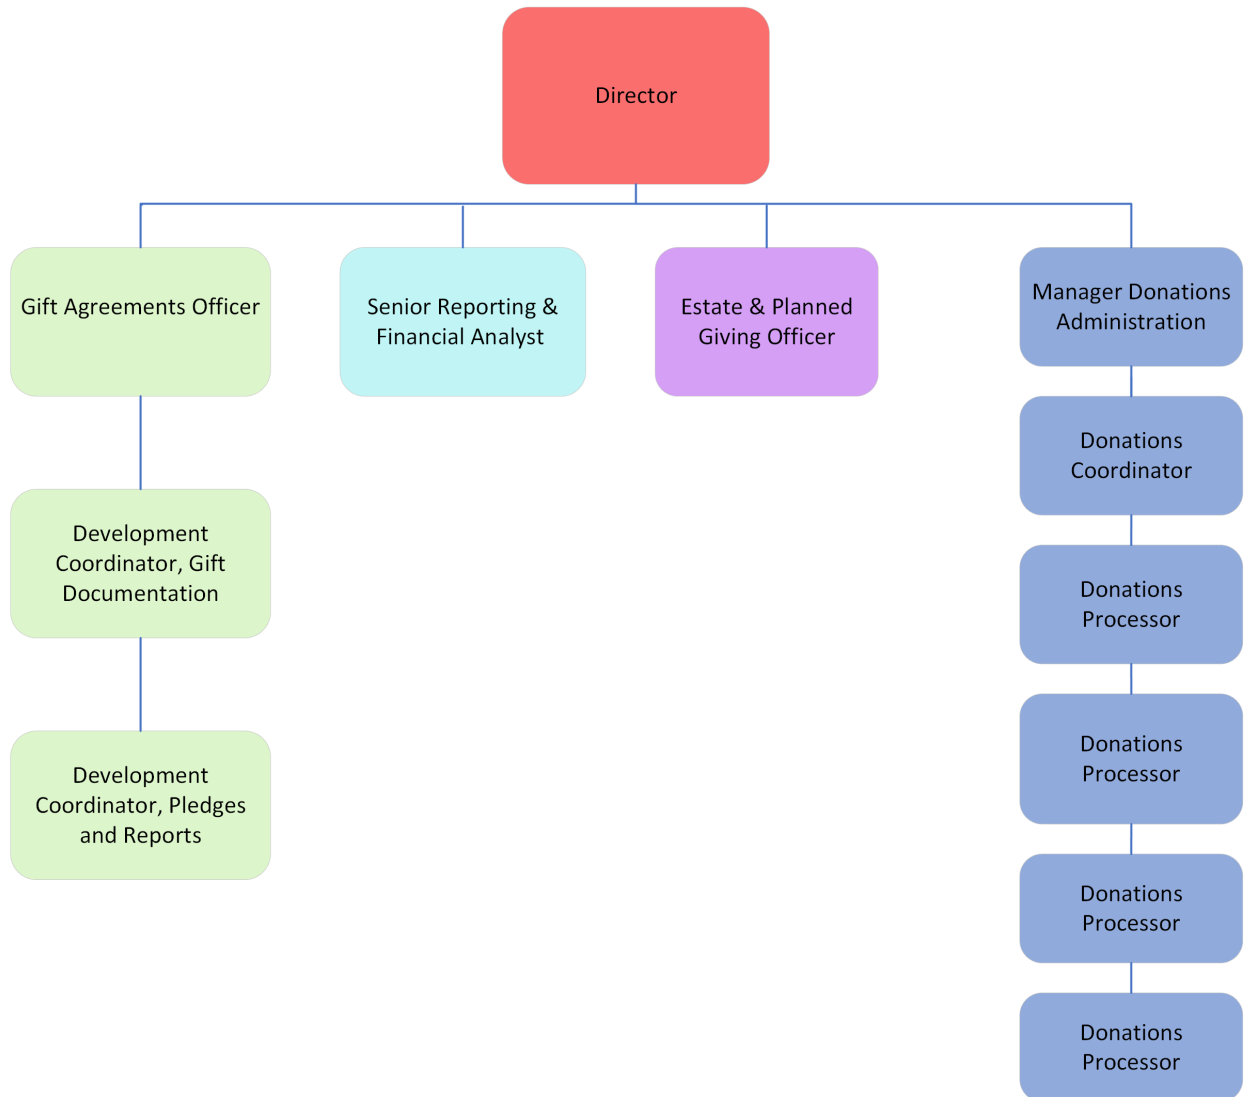 Director
Gift Agreements Officer
Senior Reporting &
Financial Analyst
Estate & Planned
Giving Officer
Manager Donations
Administration
Donations
Coordinator
Development
Coordinator, Gift
Documentation
Donations
Processor
Donations
Processor
Development
Coordinator, Pledges
and Reports
Donations
Processor
Donations
Processor